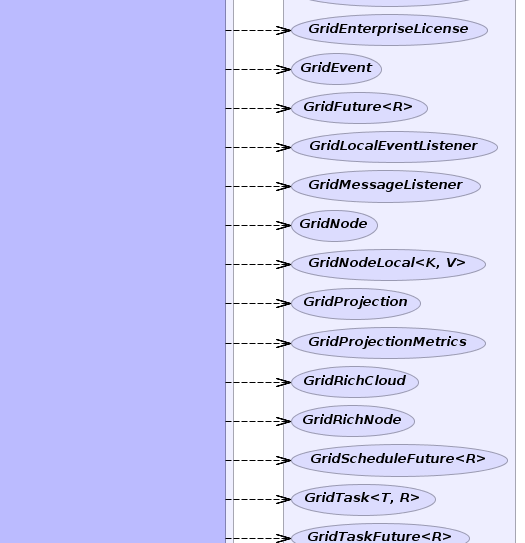 GridEnterpriseLicense
GridEvent
GridFuture<R>
GridLocalEventListener
GridMessageListener
GridNode
GridNodeLocal<K, V>
GridProjection
GridProjectionMetrics
GridRichCloud
GridRichNode
GridScheduleFuture<R>
GridTask<T, R>
GridTaskFuture<R>